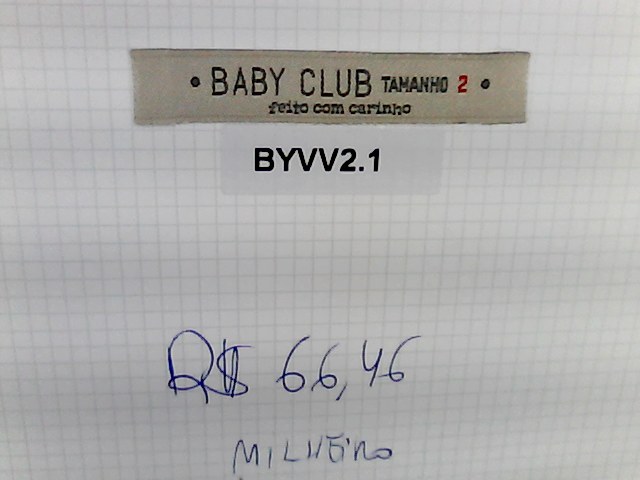 • BABY CLUB TAMANHO 2 •
feito com carinho
BYVV2.1
R$ 66,46
MILHEIRO